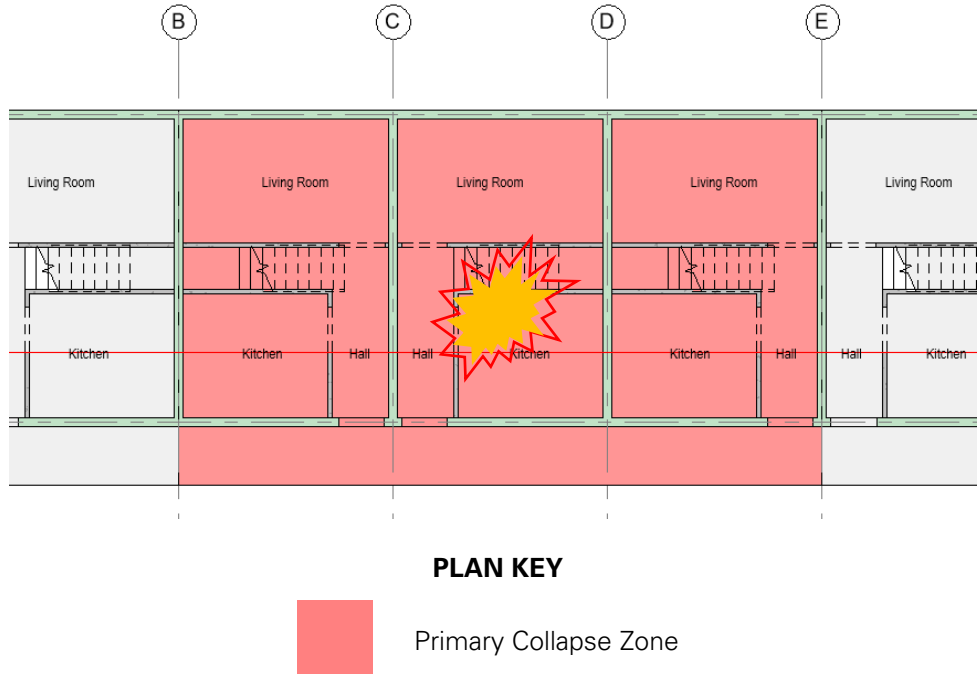 B C D E
Living Room Living Room Living Room Living Room Living Room
Kitchen Kitchen Hall Hall Kitchen Kitchen Hall Hall Kitchen
PLAN KEY
Primary Collapse Zone